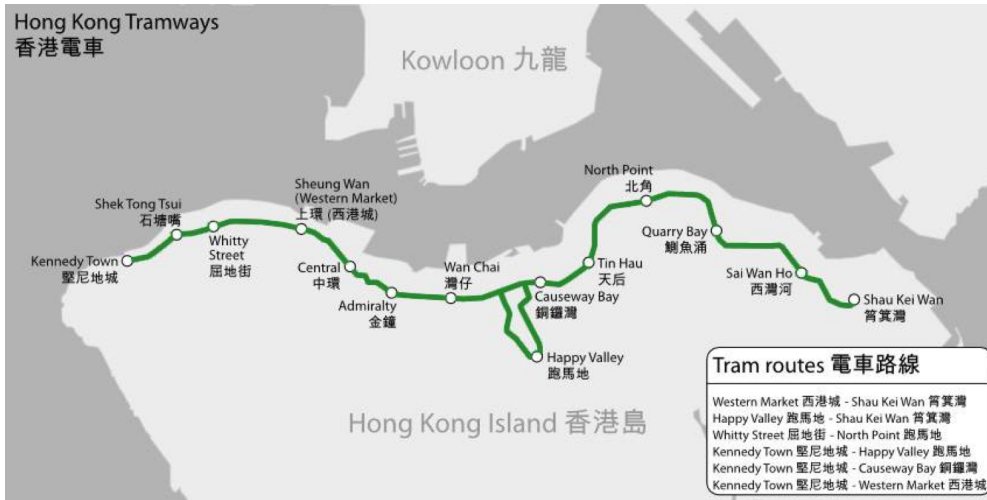 Hong Kong Tramways
香港電車
Kowloon 九龍
North Point
北角
Sheung Wan
(Western Market)
上環 (西港城)
Shek Tong Tsui
石塘嘴
Whitty
Street
屈地街
Kennedy Town
堅尼地城
Central
中環
Admiralty
金鐘
Wan Chai
灣仔
Causeway Bay
銅鑼灣
Tin Hau
天后
Quarry Bay
鰂魚涌
Sai Wan Ho
西灣河
Shau Kei Wan
筲箕灣
Happy Valley
跑馬地
Hong Kong Island 香港島
Tram routes 電車路線
Western Market 西港城 - Shau Kei Wan 筲箕灣
Happy Valley 跑馬地 - Shau Kei Wan 筲箕灣
Whitty Street 屈地街 - North Point 跑馬地
Kennedy Town 堅尼地城 - Happy Valley 跑馬地
Kennedy Town 堅尼地城 - Causeway Bay 銅鑼灣
Kennedy Town 堅尼地城 - Western Market 西港城